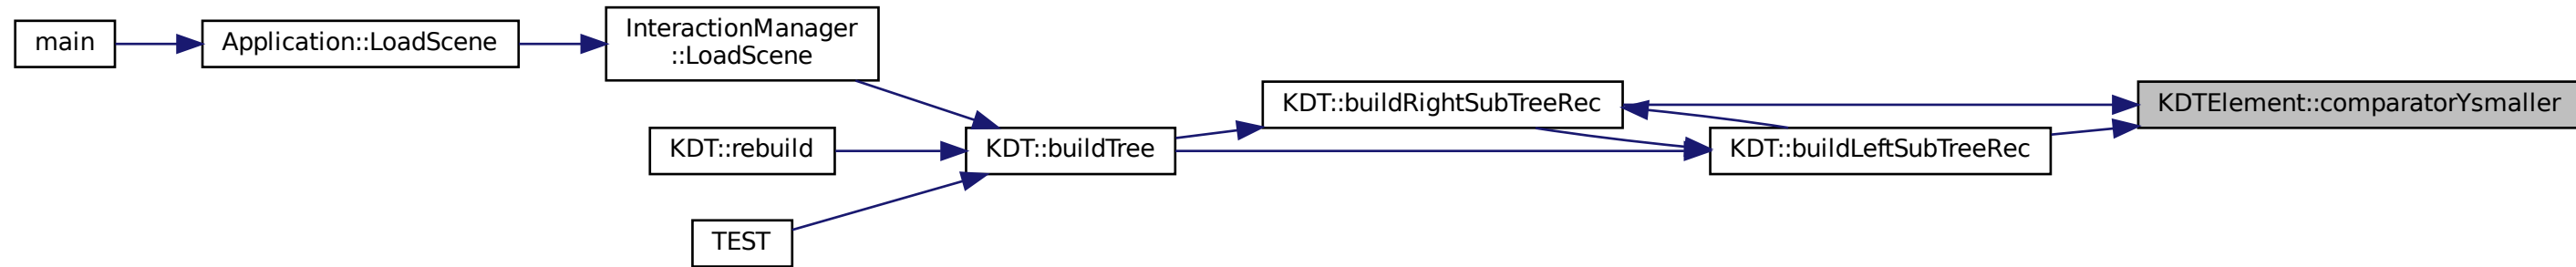 main
Application::LoadScene
InteractionManager
::LoadScene
KDT::rebuild
TEST
KDT::buildTree
KDT::buildRightSubTreeRec
KDT::buildLeftSubTreeRec
KDTElement::comparatorYsmaller